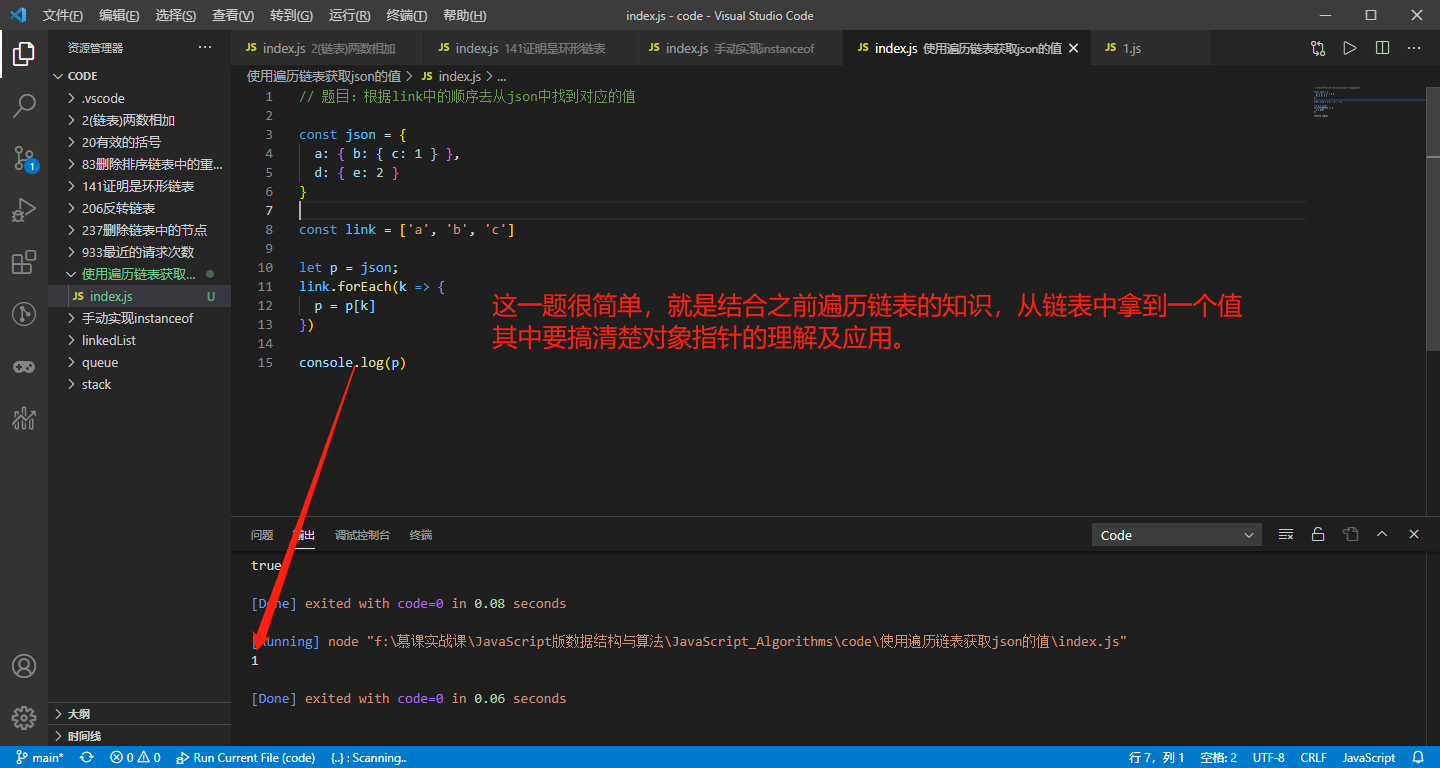 文件(F) 编辑(E) 选择(S) 查看(V) 转到(G) 运行(R) 终端(T) 帮助(H) index.js - code - Visual Studio Code
资源管理器
JS index.js 2(链表)两数相加 JS index.js 141证明是环形链表 JS index.js 手动实现instanceof JS index.js 使用遍历链表获取json的值 JS 1.js
使用遍历链表获取json的值 > JS index.js > ...
CODE
.vscode
2(链表)两数相加
20有效的括号
83删除排序链表中的重...
141证明是环形链表
206反转链表
237删除链表中的节点
933最近的请求次数
使用遍历链表获取...
JS index.js U
手动实现instanceof
linkedList
queue
stack
1 // 题目：根据link中的顺序去从json中找到对应的值
2
3 const json = {
4 a: { b: { c: 1 } },
5 d: { e: 2 }
6 }
7
8 const link = ['a', 'b', 'c']
9
10 let p = json;
11 link.forEach(k => {
12 p = p[k]
13 })
14
15 console.log(p)
这一题很简单，就是结合之前遍历链表的知识，从链表中拿到一个值
其中要搞清楚对象指针的理解及应用。
1
问题 输出 调试控制台 终端 Code
true
[Done] exited with code=0 in 0.08 seconds
[Running] node "f:\慕课实战课\JavaScript版数据结构与算法\JavaScript_Algorithms\code\使用遍历链表获取json的值\index.js"
1
[Done] exited with code=0 in 0.06 seconds
大纲
时间线
main* 0 0 Run Current File (code) {..} : Scanning.. 行 7，列 1 空格: 2 UTF-8 CRLF JavaScript